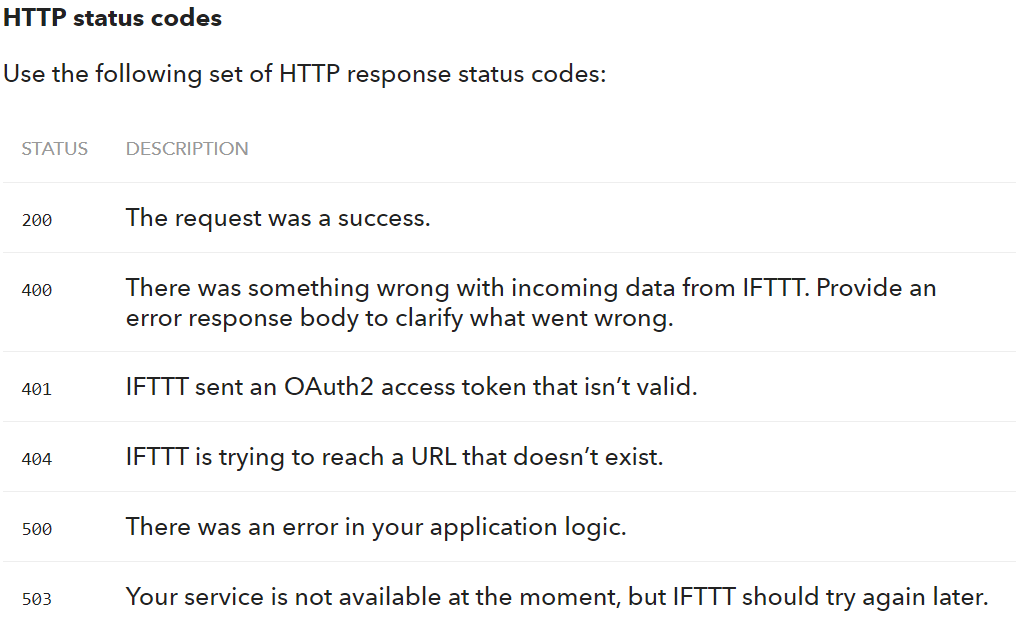 HTTP status codes
Use the following set of HTTP response status codes:
STATUS DESCRIPTION
200 The request was a success.
400 There was something wrong with incoming data from IFTTT. Provide an
error response body to clarify what went wrong.
401 IFTTT sent an OAuth2 access token that isn’t valid.
404 IFTTT is trying to reach a URL that doesn’t exist.
500 There was an error in your application logic.
503 Your service is not available at the moment, but IFTTT should try again later.